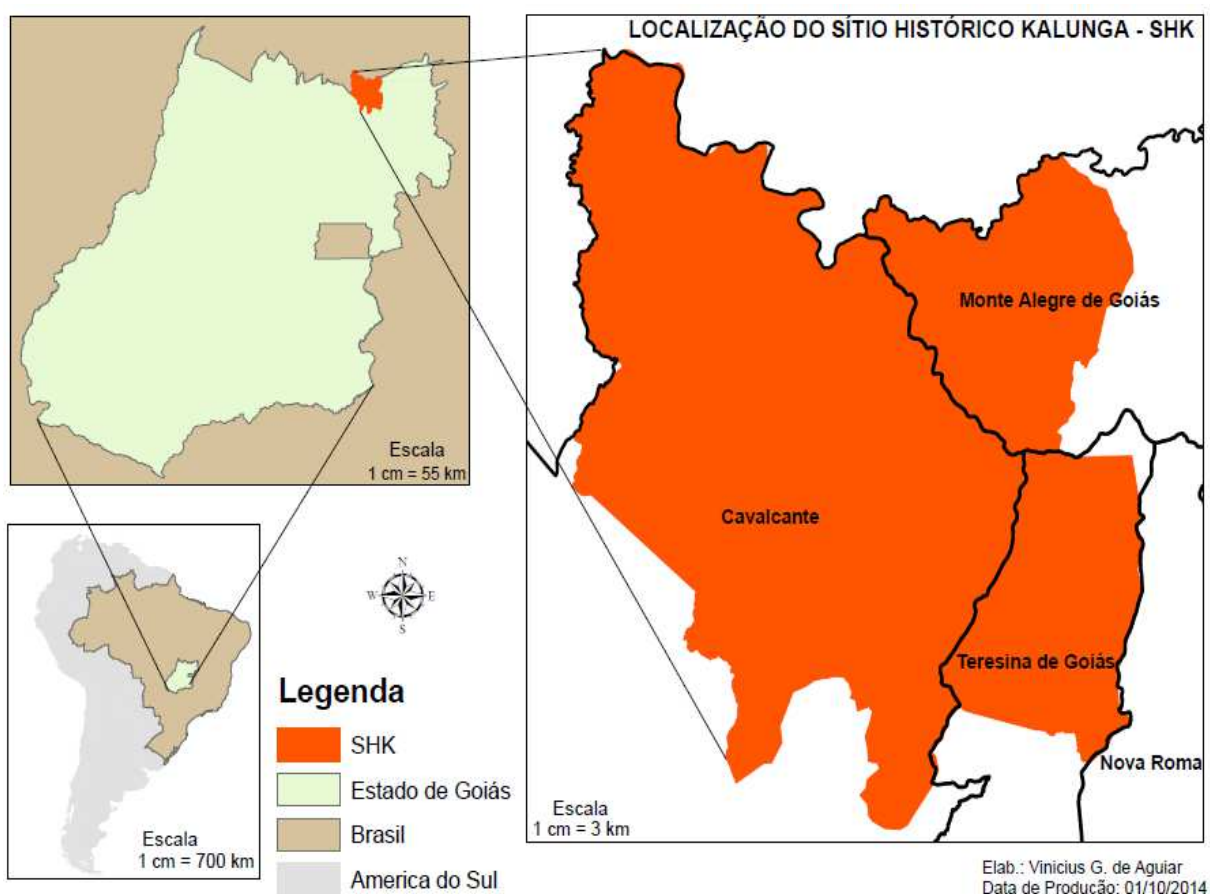 LOCALIZAÇÃO DO SÍTIO HISTÓRICO KALUNGA - SHK
Escala
1 cm = 55 km
Monte Alegre de Goiás
Cavalcante
Teresina de Goiás
Nova Roma
Escala
1 cm = 3 km
N
W
E
S
Escala
1 cm = 700 km
Legenda
SHK
Estado de Goiás
Brasil
America do Sul
Elab.: Vinicius G. de Aguiar
Data de Produção: 01/10/2014